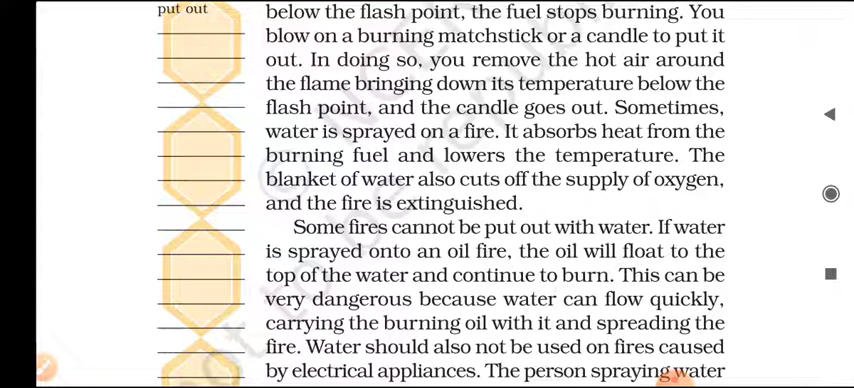 put out
below the flash point, the fuel stops burning. You
blow on a burning matchstick or a candle to put it
out. In doing so, you remove the hot air around
the flame bringing down its temperature below the
flash point, and the candle goes out. Sometimes,
water is sprayed on a fire. It absorbs heat from the
burning fuel and lowers the temperature. The
blanket of water also cuts off the supply of oxygen,
and the fire is extinguished.
Some fires cannot be put out with water. If water
is sprayed onto an oil fire, the oil will float to the
top of the water and continue to burn. This can be
very dangerous because water can flow quickly,
carrying the burning oil with it and spreading the
fire. Water should also not be used on fires caused
by electrical appliances. The person spraying water
© NCERT
not to be republ